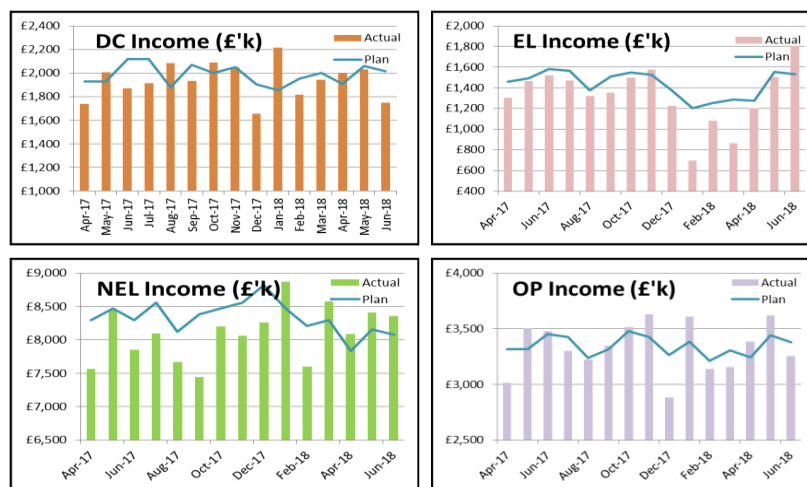 DC Income (£'k)
Actual
Plan
£2,400
£2,200
£2,000
£1,800
£1,600
£1,400
£1,200
£1,000
Apr-17
May-17
Jun-17
Jul-17
Aug-17
Sep-17
Oct-17
Nov-17
Dec-17
Jan-18
Feb-18
Mar-18
Apr-18
May-18
Jun-18
EL Income (£'k)
Actual
Plan
£2,000
£1,800
£1,600
£1,400
£1,200
£1,000
£800
£600
£400
Apr-17
Jun-17
Aug-17
Oct-17
Dec-17
Feb-18
Apr-18
Jun-18
NEL Income (£'k)
Actual
Plan
£9,000
£8,500
£8,000
£7,500
£7,000
£6,500
Apr-17
Jun-17
Aug-17
Oct-17
Dec-17
Feb-18
Apr-18
Jun-18
OP Income (£'k)
Actual
Plan
£4,000
£3,500
£3,000
£2,500
Apr-17
Jun-17
Aug-17
Oct-17
Dec-17
Feb-18
Apr-18
Jun-18